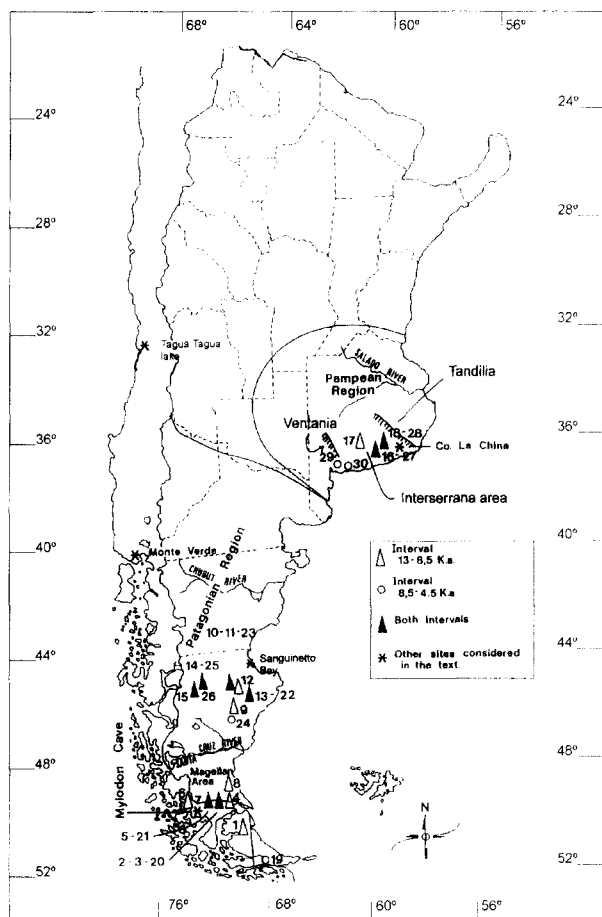 68° 64° 60° 56°
24° 24°
28° 28°
32° 32°
Tagua Tagua
lake
SALADO RIVER
Pampean
Region
Tandilia
Ventania
17 18-28
Co. La China
36° 36°
29 30 16-27
Interserrana area
40° 40°
Monte Verde
CHUBUT RIVER
Patagonian Region
Interval
13-8,5 K.a.
Interval
8,5-4.5 K.a
Both Intervals
Other sites considered
in the text.
10-11-23
44° 44°
14-25
Sanguinetto
Bay
12
15 26 13-22
9
24
SANTA CRUZ RIVER
48° 48°
Mylodon Cave
Magellan
Area
8
6 7 4
N
5-21
1
2-3-20
19
52° 52°
76° 68° 60° 56°